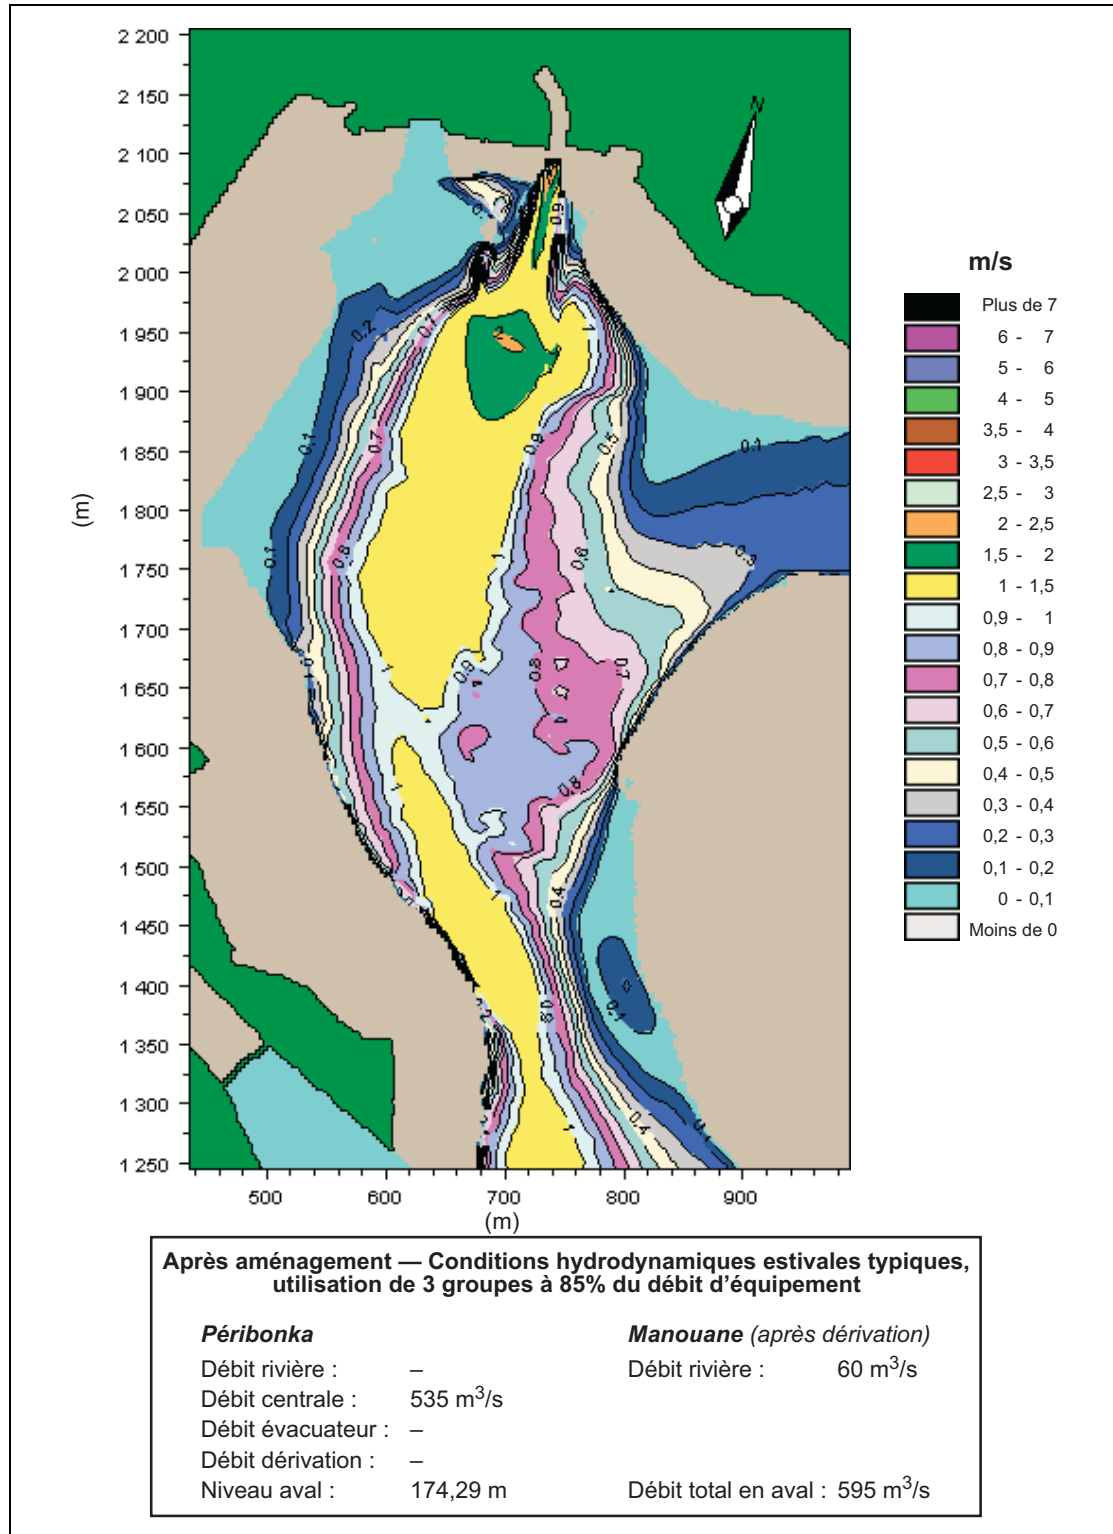 2 200
2 150
2 100
2 050
2 000
1 950
1 900
1 850
1 800
1 750
1 700
1 650
1 600
1 550
1 500
1 450
1 400
1 350
1 300
1 250
(m)
500 600 700 800 900
(m)
N
m/s
Plus de 7
6 - 7
5 - 6
4 - 5
3,5 - 4
3 - 3,5
2,5 - 3
2 - 2,5
1,5 - 2
1 - 1,5
0,9 - 1
0,8 - 0,9
0,7 - 0,8
0,6 - 0,7
0,5 - 0,6
0,4 - 0,5
0,3 - 0,4
0,2 - 0,3
0,1 - 0,2
0 - 0,1
Moins de 0
Après aménagement — Conditions hydrodynamiques estivales typiques,
utilisation de 3 groupes à 85% du débit d'équipement
Péribonka Manouane (après dérivation)
Débit rivière : – Débit rivière : 60 m³/s
Débit centrale : 535 m³/s
Débit évacuateur : –
Débit dérivation : –
Niveau aval : 174,29 m Débit total en aval : 595 m³/s